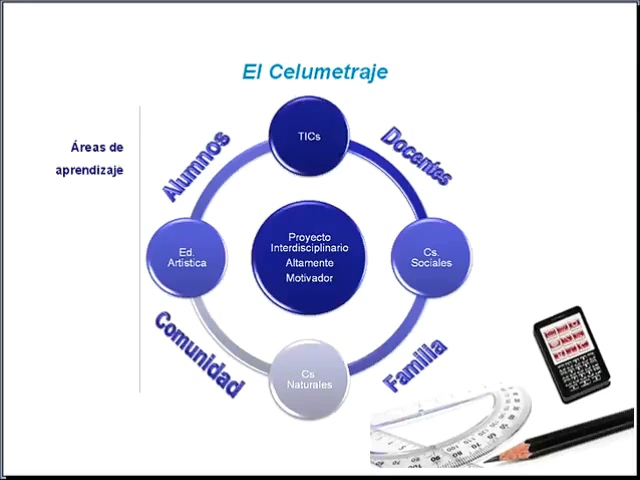 El Celumetraje
Áreas de
aprendizaje
Alumnos
TICs
Docentes
Ed.
Artistica
Proyecto
Interdisciplinario
Altamente
Motivador
Cs.
Sociales
Comunidad
Cs
Naturales
Familia